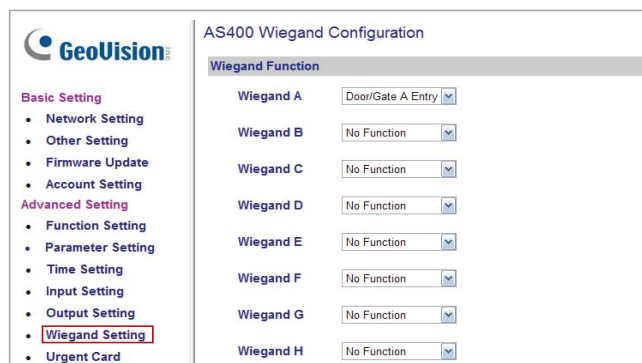 GeoVision inc
Basic Setting
Network Setting
Other Setting
Firmware Update
Account Setting
Advanced Setting
Function Setting
Parameter Setting
Time Setting
Input Setting
Output Setting
Wiegand Setting
Urgent Card
AS400 Wiegand Configuration
Wiegand Function
Wiegand A Door/Gate A Entry
Wiegand B No Function
Wiegand C No Function
Wiegand D No Function
Wiegand E No Function
Wiegand F No Function
Wiegand G No Function
Wiegand H No Function